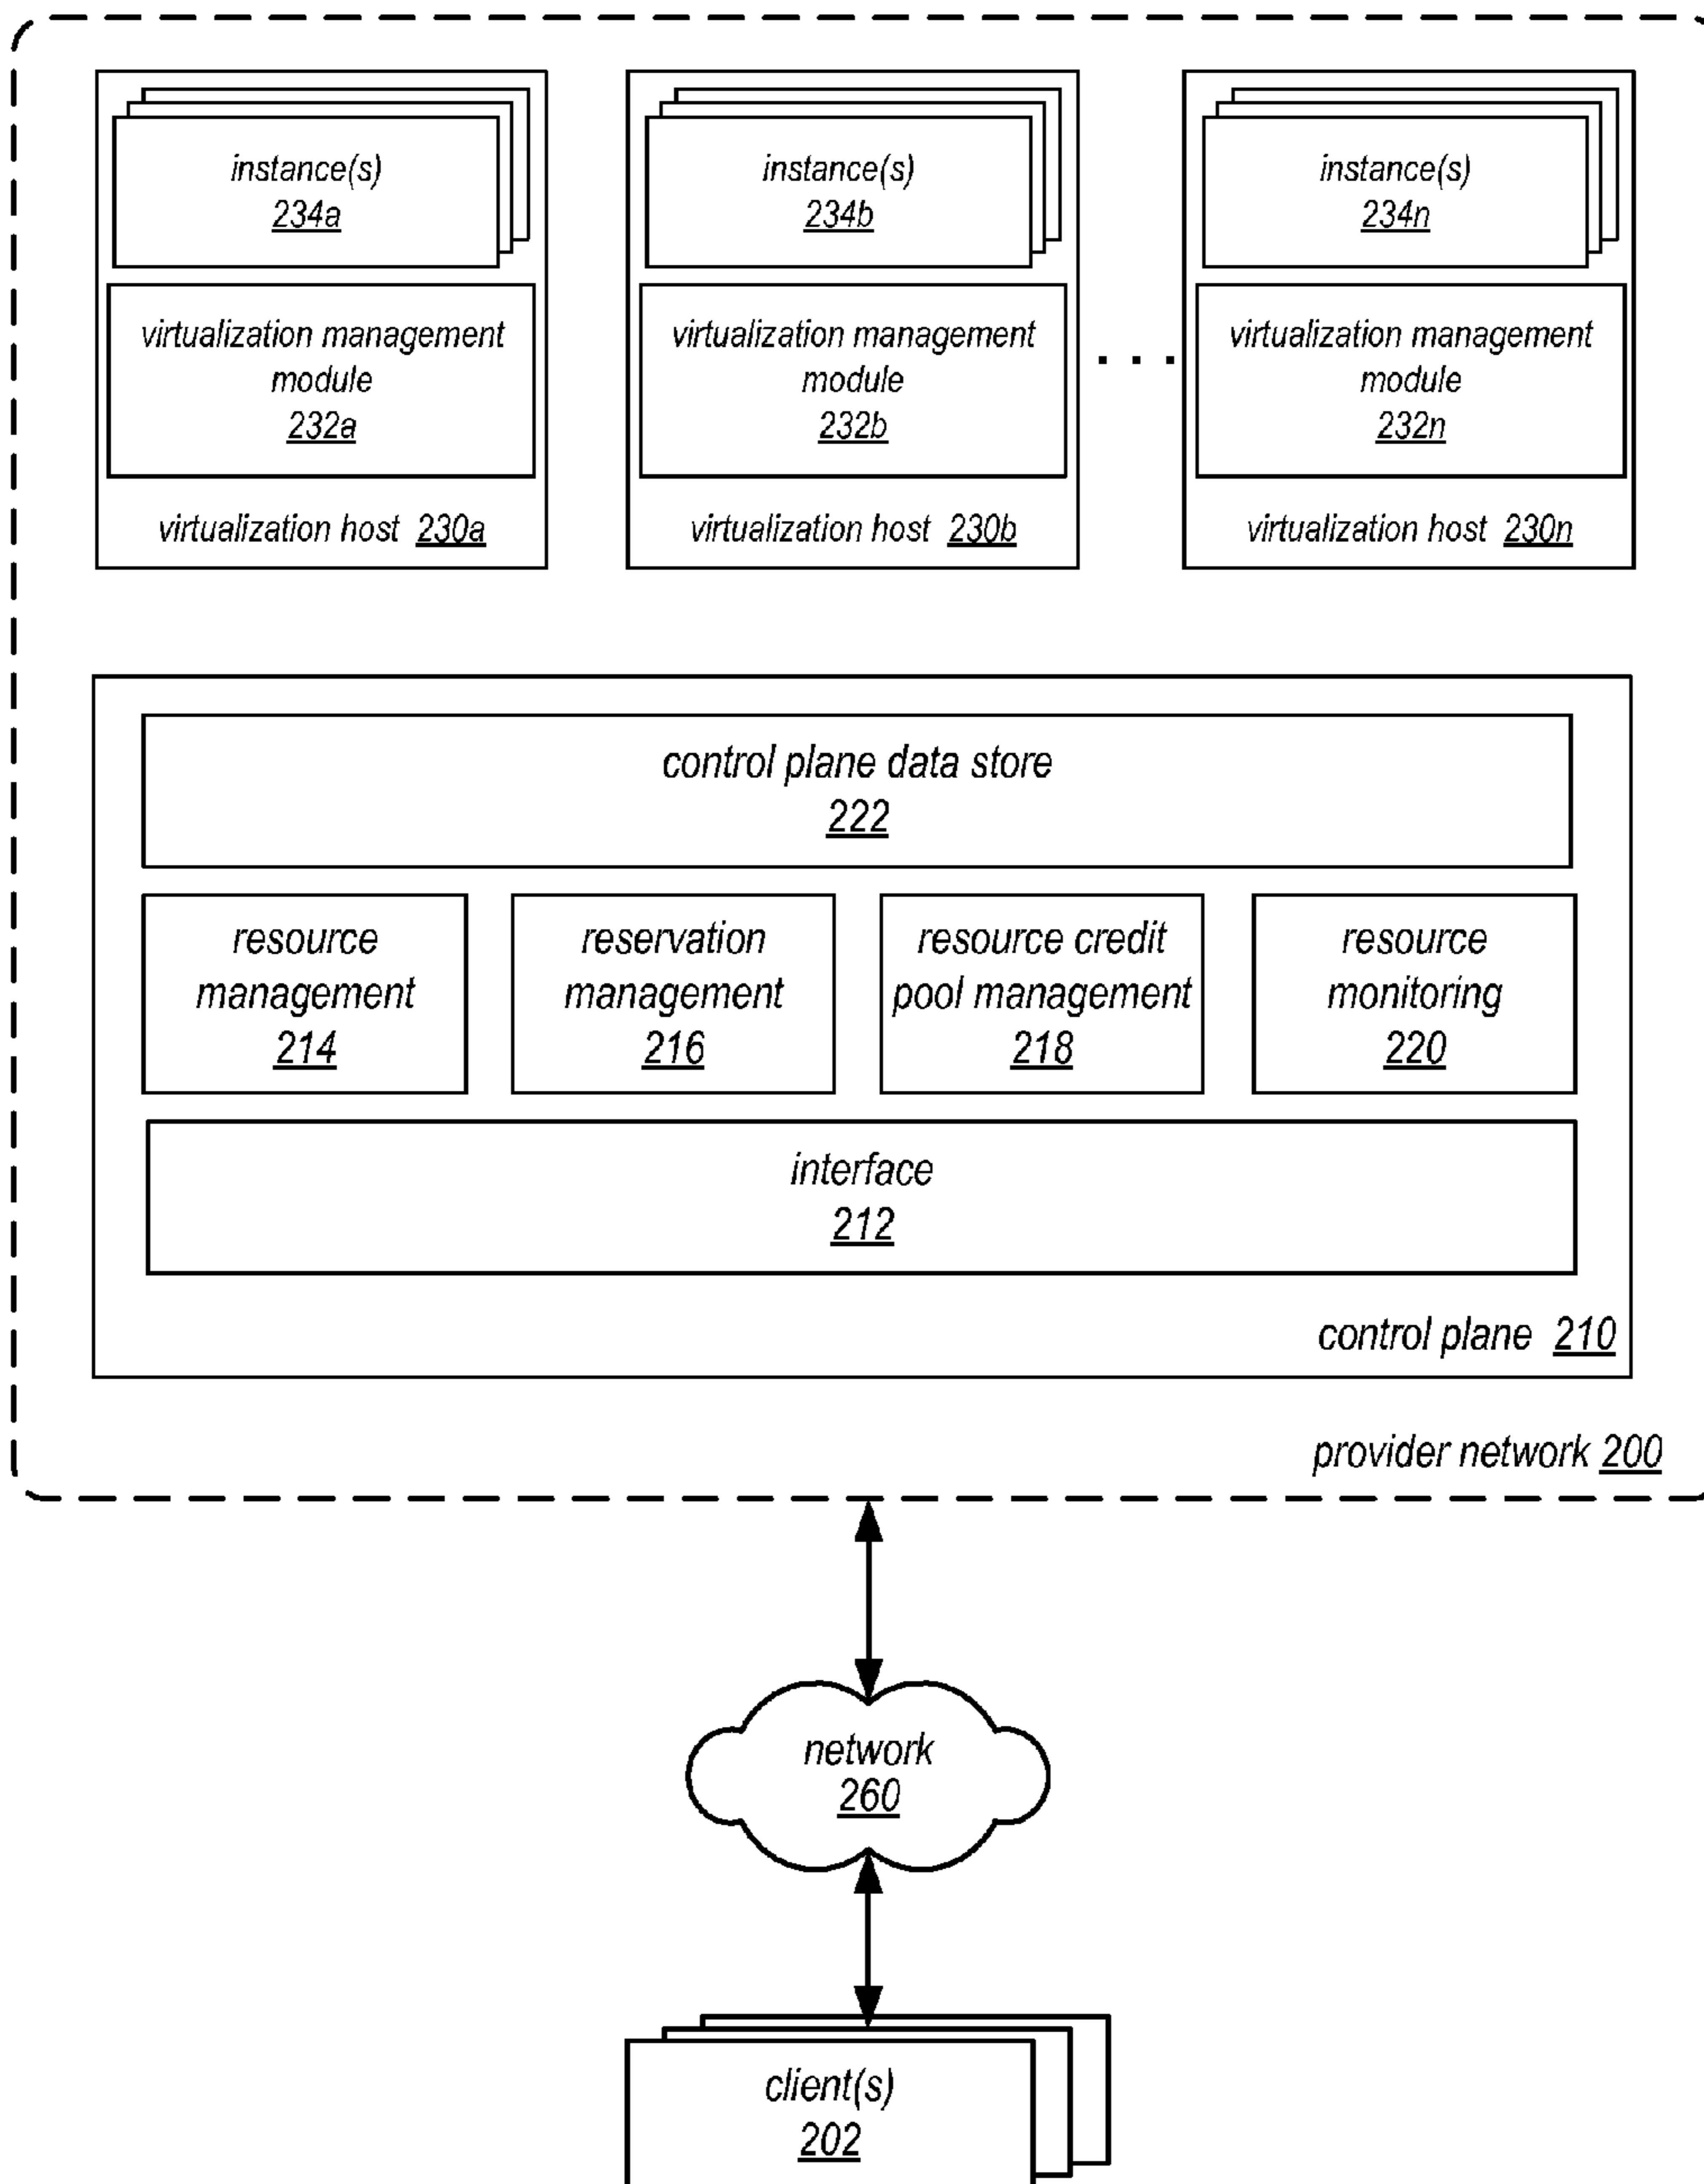 instance(s)
234a
virtualization management
module
232a
virtualization host 230a
instance(s)
234b
virtualization management
module
232b
virtualization host 230b
. . .
instance(s)
234n
virtualization management
module
232n
virtualization host 230n
control plane data store
222
resource
management
214
reservation
management
216
resource credit
pool management
218
resource
monitoring
220
interface
212
control plane 210
provider network 200
network
260
client(s)
202